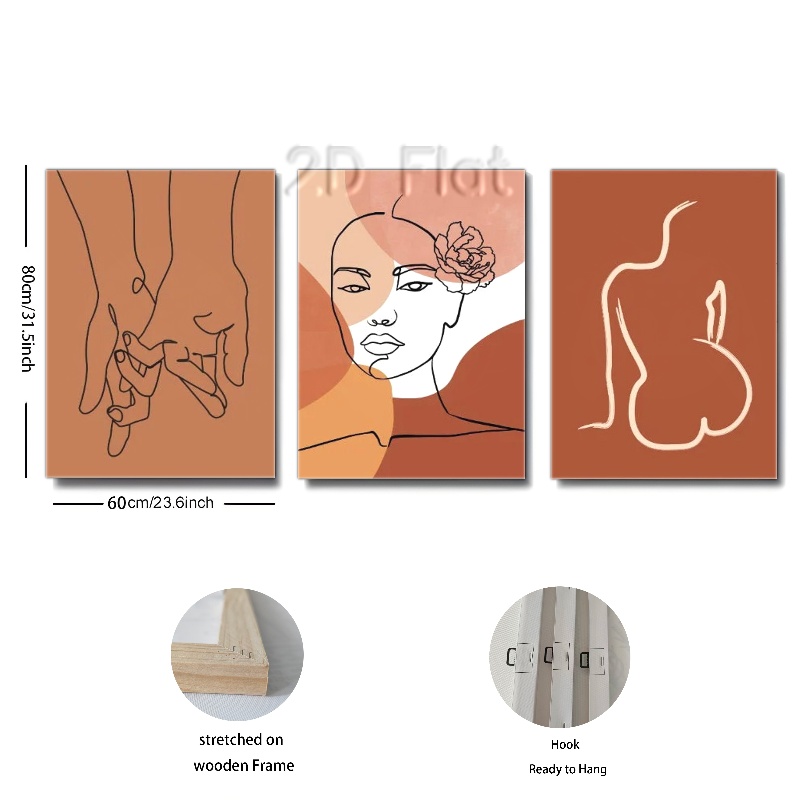 2D Flat
80cm/31.5inch
60cm/23.6inch
stretched on
wooden Frame
Hook
Ready to Hang